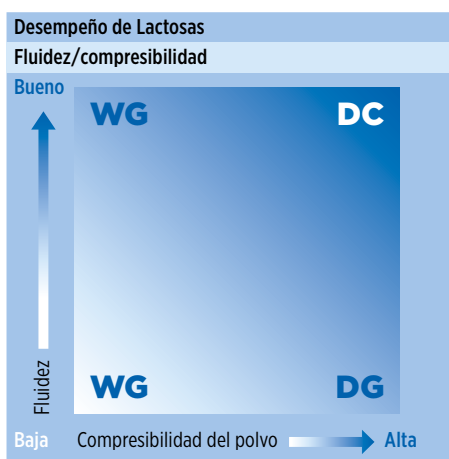 Desempeño de Lactosas
Fluidez/compresibilidad
Bueno
WG DC
Fluidez
WG DG
Baja Compresibilidad del polvo Alta